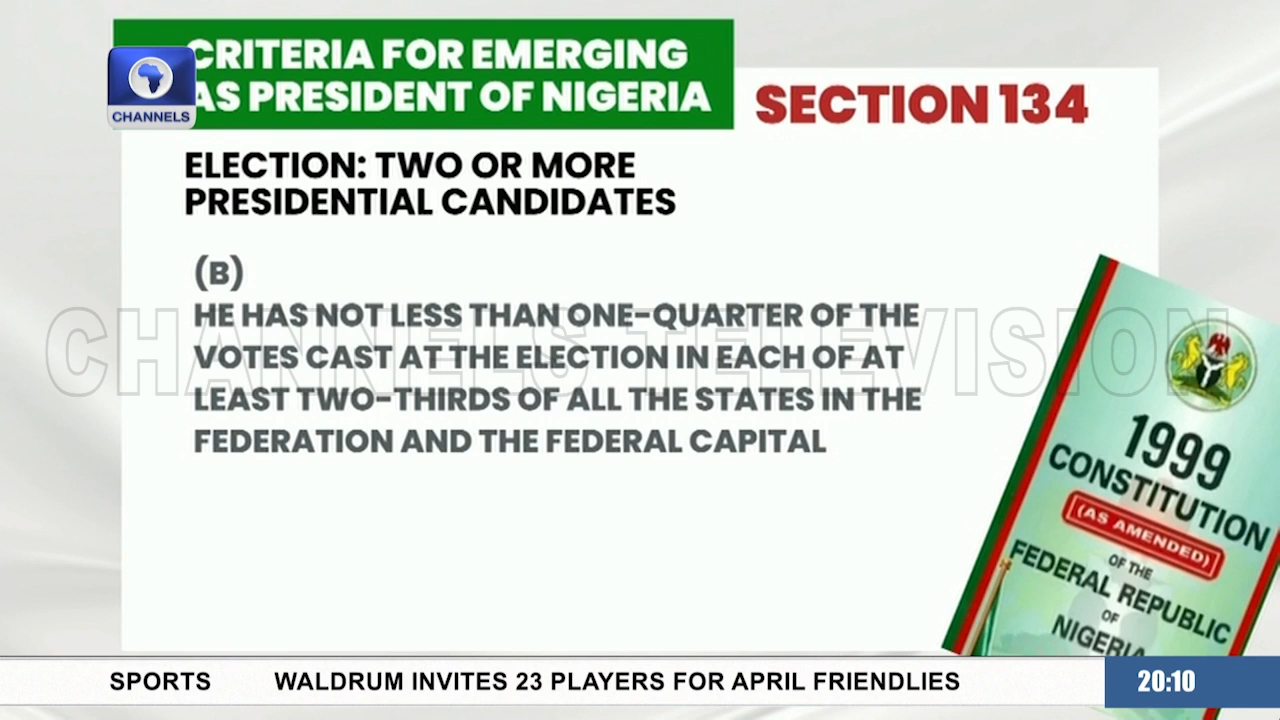 CRITERIA FOR EMERGING
AS PRESIDENT OF NIGERIA
SECTION 134
CHANNELS
ELECTION: TWO OR MORE
PRESIDENTIAL CANDIDATES
(B)
HE HAS NOT LESS THAN ONE-QUARTER OF THE
VOTES CAST AT THE ELECTION IN EACH OF AT
LEAST TWO-THIRDS OF ALL THE STATES IN THE
FEDERATION AND THE FEDERAL CAPITAL
CHANNELS TELEVISION
1999
CONSTITUTION
(AS AMENDED)
OF THE
FEDERAL REPUBLIC
OF
NIGERIA
SPORTS WALDRUM INVITES 23 PLAYERS FOR APRIL FRIENDLIES
20:10